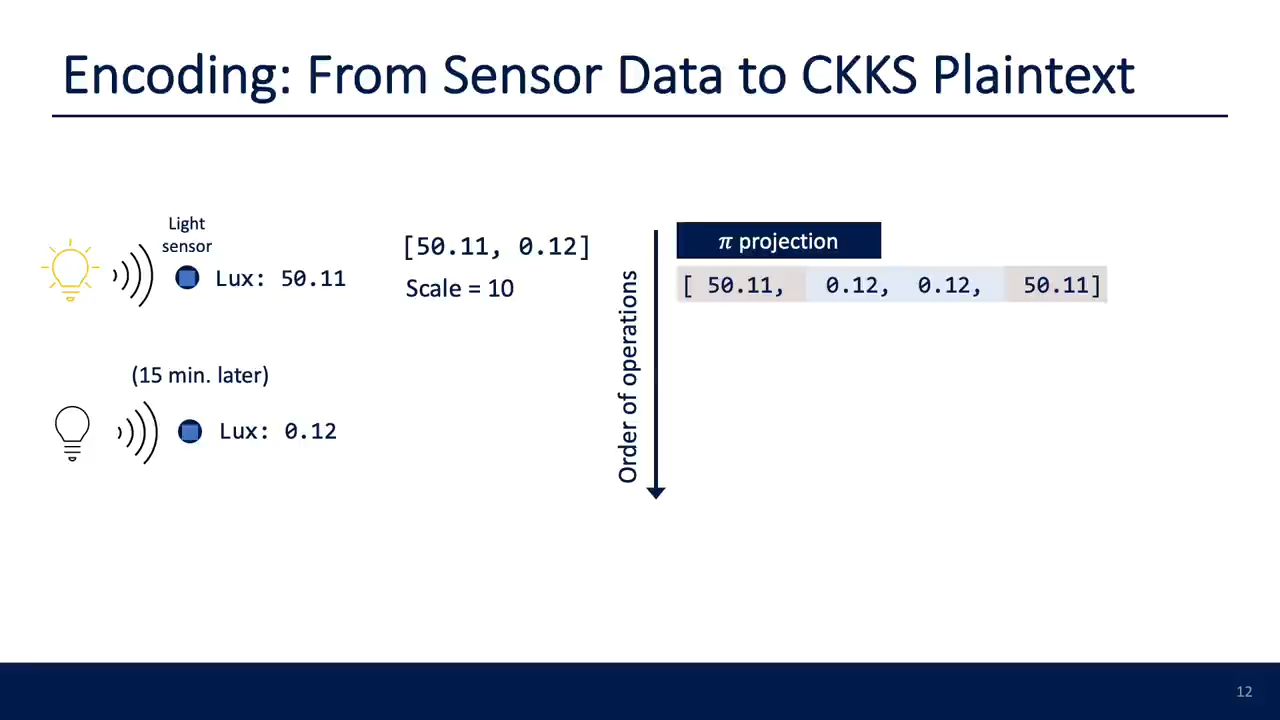 Encoding: From Sensor Data to CKKS Plaintext
Light
sensor
Lux: 50.11
(15 min. later)
Lux: 0.12
[50.11, 0.12]
Scale = 10
Order of operations
π projection
[ 50.11, 0.12, 0.12, 50.11]
12